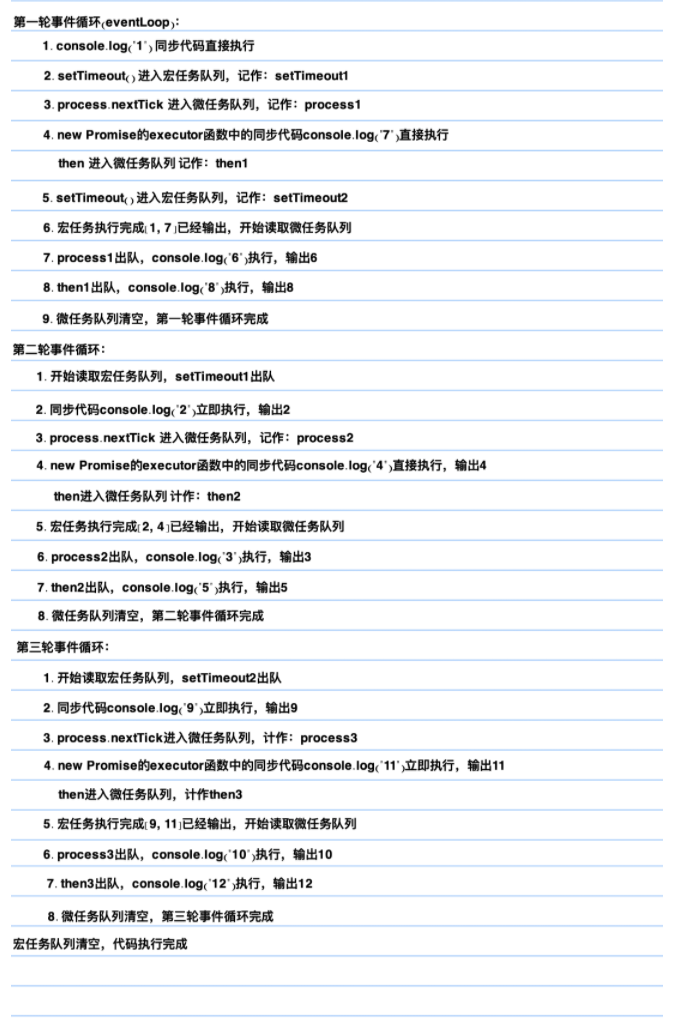 第一轮事件循环(eventLoop):
1. console.log('1')同步代码直接执行
2. setTimeout()进入宏任务队列，记作：setTimeout1
3. process.nextTick 进入微任务队列，记作：process1
4. new Promise的executor函数中的同步代码console.log('7')直接执行
then 进入微任务队列 记作：then1
5. setTimeout()进入宏任务队列，记作：setTimeout2
6. 宏任务执行完成[1, 7]已经输出，开始读取微任务队列
7. process1出队，console.log('6')执行，输出6
8. then1出队，console.log('8')执行，输出8
9. 微任务队列清空，第一轮事件循环完成
第二轮事件循环：
1. 开始读取宏任务队列，setTimeout1出队
2. 同步代码console.log('2')立即执行，输出2
3. process.nextTick 进入微任务队列，记作：process2
4. new Promise的executor函数中的同步代码console.log('4')直接执行，输出4
then进入微任务队列 计作：then2
5. 宏任务执行完成[2, 4]已经输出，开始读取微任务队列
6. process2出队，console.log('3')执行，输出3
7. then2出队，console.log('5')执行，输出5
8. 微任务队列清空，第二轮事件循环完成
第三轮事件循环：
1. 开始读取宏任务队列，setTimeout2出队
2. 同步代码console.log('9')立即执行，输出9
3. process.nextTick进入微任务队列，计作：process3
4. new Promise的executor函数中的同步代码console.log('11')立即执行，输出11
then进入微任务队列，计作then3
5. 宏任务执行完成[9, 11]已经输出，开始读取微任务队列
6. process3出队，console.log('10')执行，输出10
7. then3出队，console.log('12')执行，输出12
8. 微任务队列清空，第三轮事件循环完成
宏任务队列清空，代码执行完成